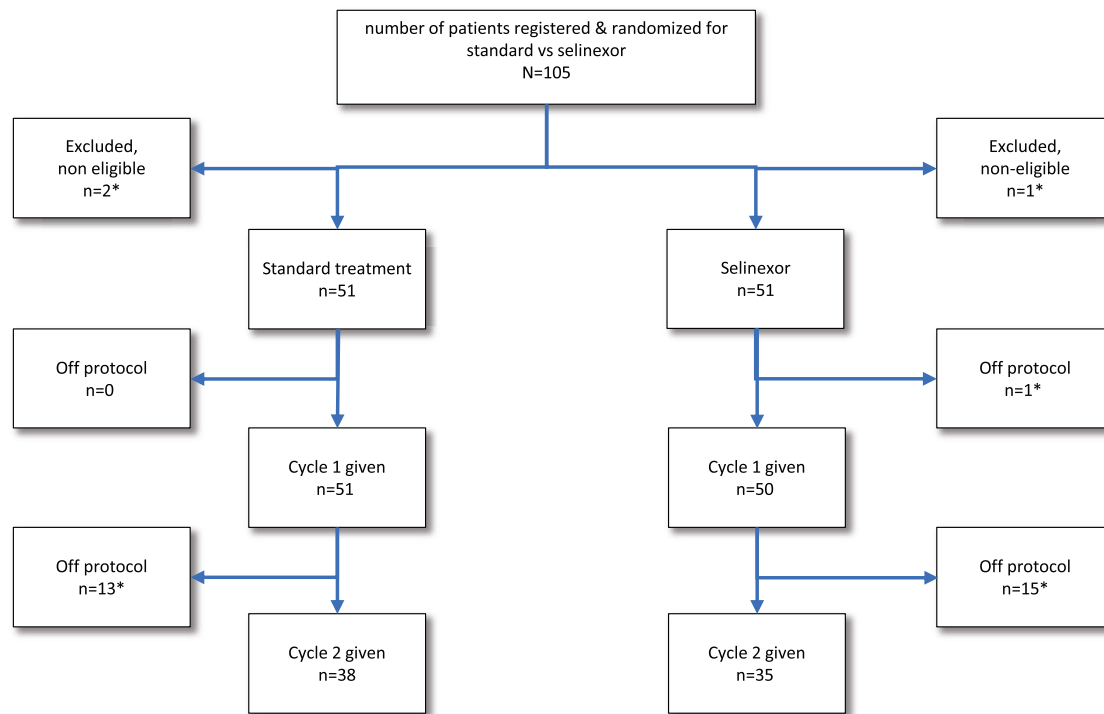 number of patients registered & randomized for
standard vs selinexor
N=105
Excluded,
non eligible
n=2*
Excluded,
non-eligible
n=1*
Standard treatment
n=51
Selinexor
n=51
Off protocol
n=0
Off protocol
n=1*
Cycle 1 given
n=51
Cycle 1 given
n=50
Off protocol
n=13*
Off protocol
n=15*
Cycle 2 given
n=38
Cycle 2 given
n=35